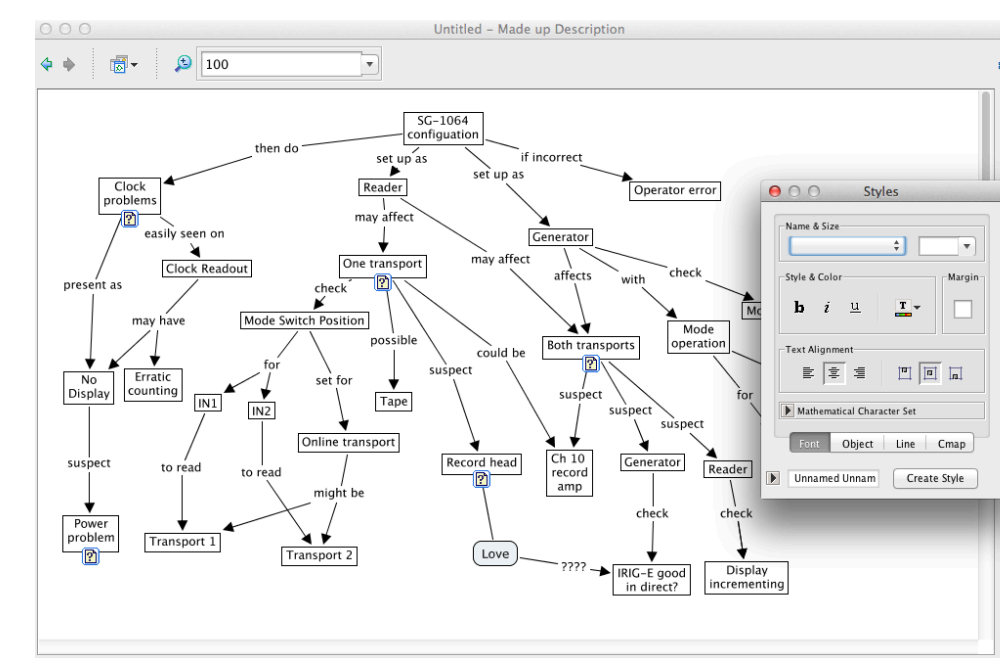 Untitled – Made up Description
100
SG-1064
configuation
then do
set up as
if incorrect
set up as
Clock
problems
Reader
Operator error
easily seen on
may affect
Generator
Clock Readout
One transport
may affect
affects
with
check
present as
check
Mode Switch Position
may have
possible
Both transports
Mode
operation
Mo
for
could be
No
Display
Erratic
counting
set for
suspect
suspect
for
IN1
IN2
Tape
suspect
suspect
Online transport
suspect
to read
to read
Record head
Ch 10
record
amp
Generator
Reader
might be
check
check
Power
problem
Transport 1
Transport 2
Love
????
IRIG-E good
in direct?
Display
incrementing
Styles
Name & Size
Style & Color
Margin
b i u T
Text Alignment
Mathematical Character Set
Font Object Line Cmap
Unnamed Unnam
Create Style